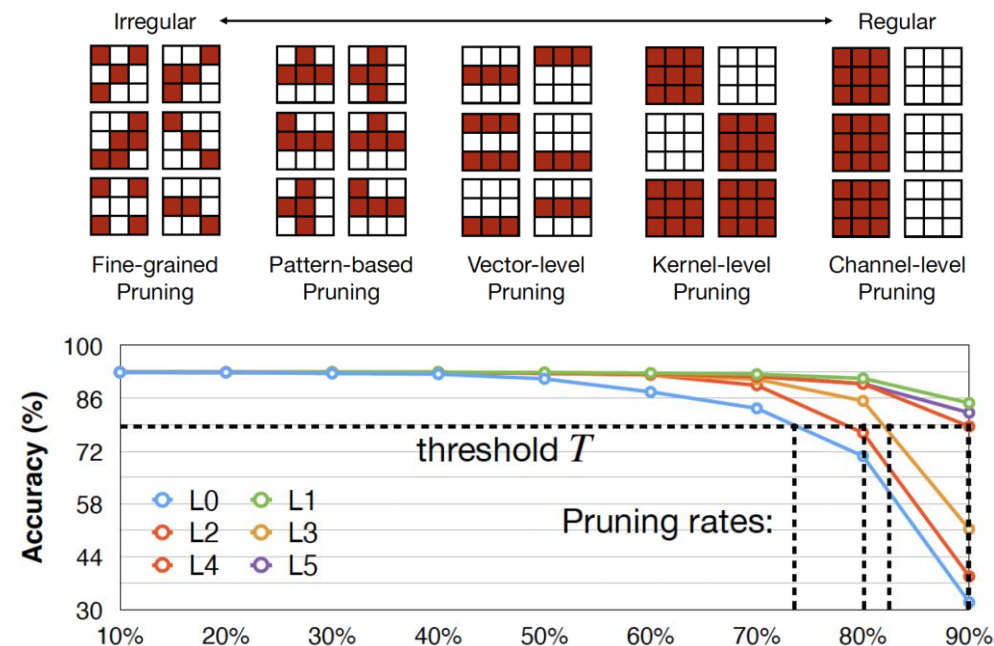 Irregular
Regular
Fine-grained
Pruning
Pattern-based
Pruning
Vector-level
Pruning
Kernel-level
Pruning
Channel-level
Pruning
100
86
72
58
44
30
Accuracy (%)
threshold T
L0
L1
L2
L3
L4
L5
Pruning rates:
10%
20%
30%
40%
50%
60%
70%
80%
90%